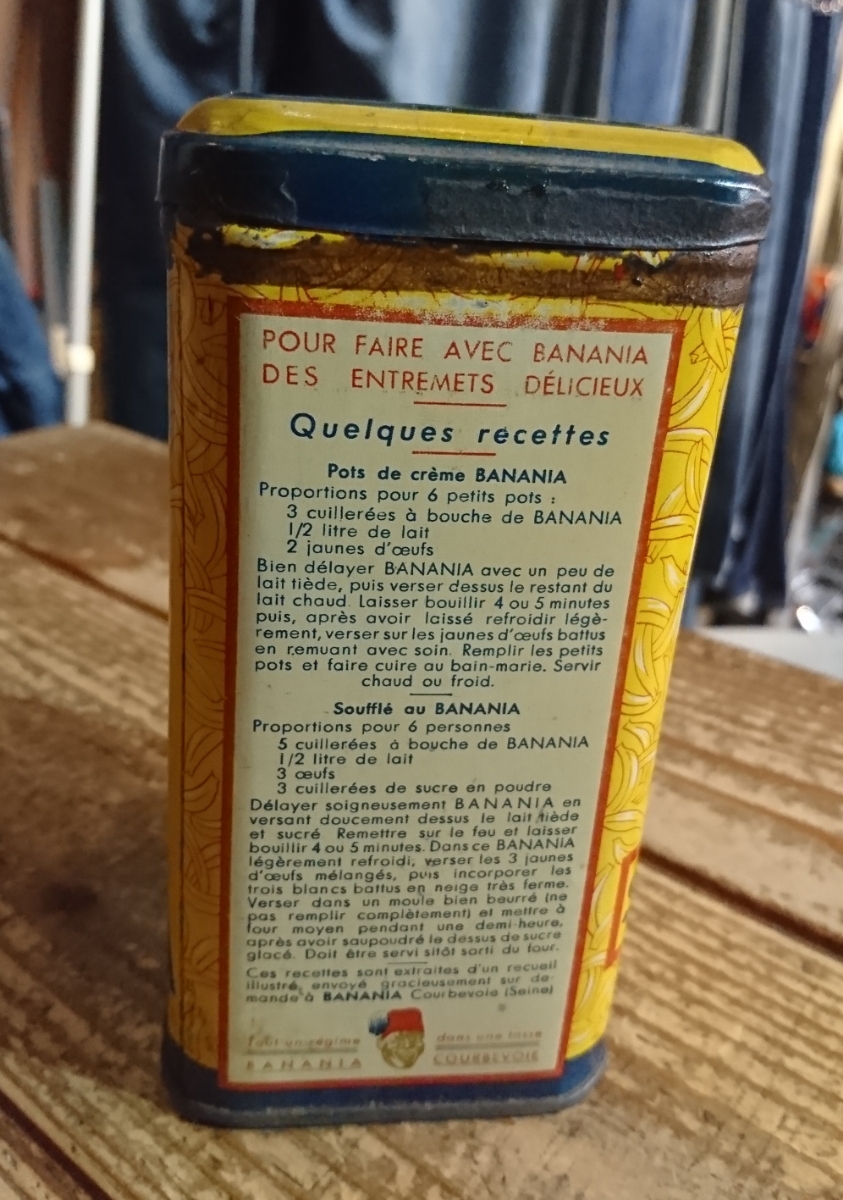 POUR FAIRE AVEC BANANIA
DES ENTREMETS DÉLICIEUX
Quelques recettes
Pots de crème BANANIA
Proportions pour 6 petits pots :
3 cuillerées à bouche de BANANIA
1/2 litre de lait
2 jaunes d'œufs
Bien délayer BANANIA avec un peu de
lait tiède, puis verser dessus le restant du
lait chaud. Laisser bouillir 4 ou 5 minutes
puis, après avoir laissé refroidir légè-
rement, verser sur les jaunes d'œufs battus
en remuant avec soin. Remplir les petits
pots et faire cuire au bain-marie. Servir
chaud ou froid.
Soufflé au BANANIA
Proportions pour 6 personnes
5 cuillerées à bouche de BANANIA
1/2 litre de lait
3 œufs
3 cuillerées de sucre en poudre
Délayer soigneusement BANANIA en
versant doucement dessus le lait tiède
et sucré. Remettre sur le feu et laisser
bouillir 4 ou 5 minutes. Dans ce BANANIA
légèrement refroidi, verser les 3 jaunes
d'œufs mélangés, puis incorporer les
trois blancs battus en neige très ferme.
Verser dans un moule bien beurré (ne
pas remplir complètement) et mettre à
four moyen pendant une demi-heure,
après avoir saupoudré le dessus de sucre
glacé. Doit être servi sitôt sorti du four.
Ces recettes sont extraites d'un recueil
illustré, envoyé gracieusement sur de-
mande à BANANIA Courbevoie (Seine)
Tout un régime dans une tasse
BANANIA COURBEVOIE